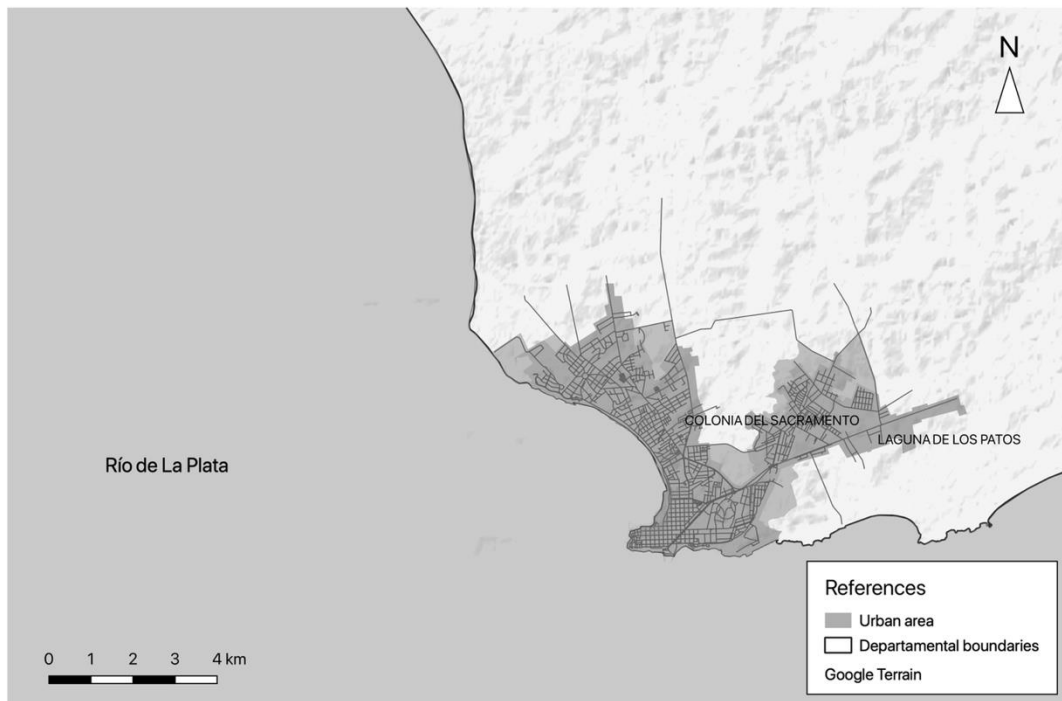 N
COLONIA DEL SACRAMENTO
LAGUNA DE LOS PATOS
Río de La Plata
References
Urban area
Departamental boundaries
Google Terrain
0 1 2 3 4 km